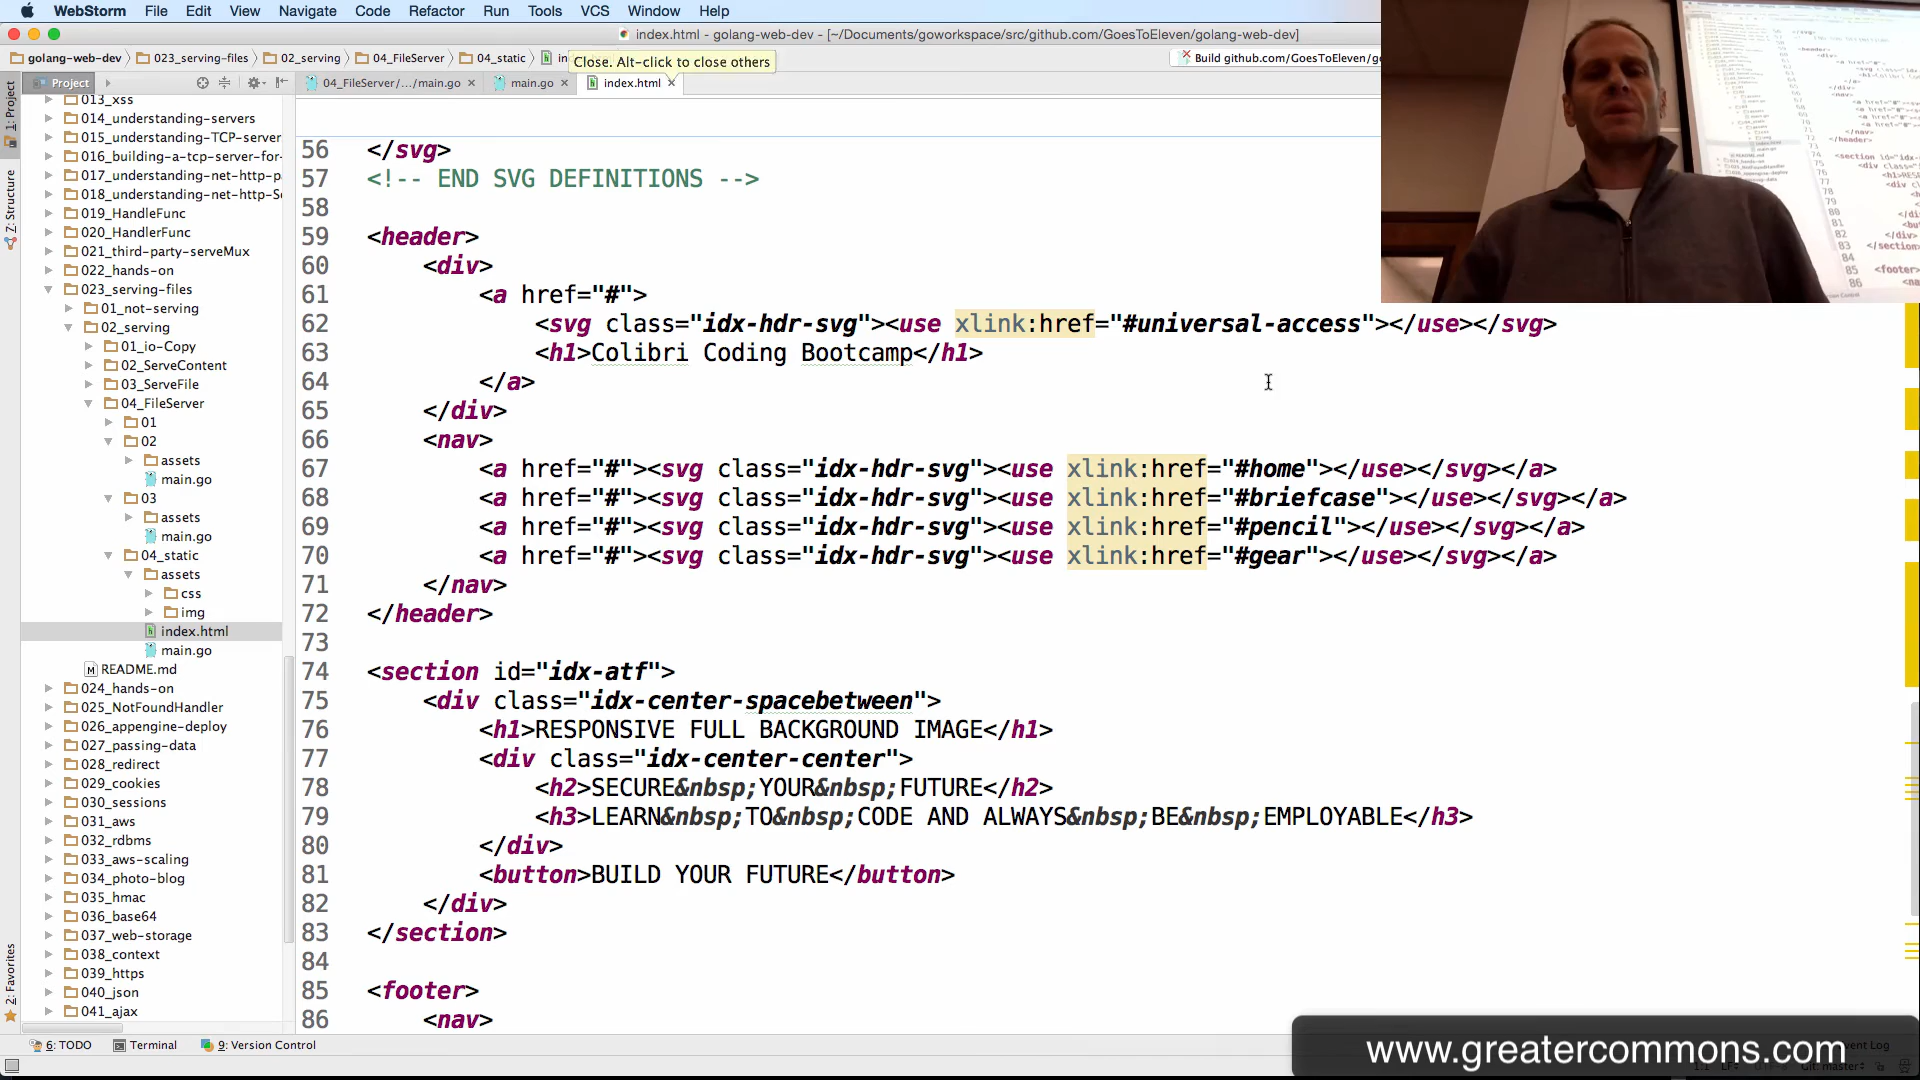 WebStorm File Edit View Navigate Code Refactor Run Tools VCS Window Help
index.html - golang-web-dev - [~/Documents/goworkspace/src/github.com/GoesToEleven/golang-web-dev]
golang-web-dev 023_serving-files 02_serving 04_FileServer 04_static in
Close. Alt-click to close others
Build github.com/GoesToEleven/go
Project
04_FileServer/.../main.go main.go index.html
1: Project
Z: Structure
2: Favorites
013_xss
014_understanding-servers
015_understanding-TCP-server
016_building-a-tcp-server-for-
017_understanding-net-http-p
018_understanding-net-http-S
019_HandleFunc
020_HandlerFunc
021_third-party-serveMux
022_hands-on
023_serving-files
01_not-serving
02_serving
01_io-Copy
02_ServeContent
03_ServeFile
04_FileServer
01
02
assets
main.go
03
assets
main.go
04_static
assets
css
img
index.html
main.go
README.md
024_hands-on
025_NotFoundHandler
026_appengine-deploy
027_passing-data
028_redirect
029_cookies
030_sessions
031_aws
032_rdbms
033_aws-scaling
034_photo-blog
035_hmac
036_base64
037_web-storage
038_context
039_https
040_json
041_ajax
56 </svg>
57 <!-- END SVG DEFINITIONS -->
58
59 <header>
60 <div>
61 <a href="#">
62 <svg class="idx-hdr-svg"><use xlink:href="#universal-access"></use></svg>
63 <h1>Colibri Coding Bootcamp</h1>
64 </a>
65 </div>
66 <nav>
67 <a href="#"><svg class="idx-hdr-svg"><use xlink:href="#home"></use></svg></a>
68 <a href="#"><svg class="idx-hdr-svg"><use xlink:href="#briefcase"></use></svg></a>
69 <a href="#"><svg class="idx-hdr-svg"><use xlink:href="#pencil"></use></svg></a>
70 <a href="#"><svg class="idx-hdr-svg"><use xlink:href="#gear"></use></svg></a>
71 </nav>
72 </header>
73
74 <section id="idx-atf">
75 <div class="idx-center-spacebetween">
76 <h1>RESPONSIVE FULL BACKGROUND IMAGE</h1>
77 <div class="idx-center-center">
78 <h2>SECURE&nbsp;YOUR&nbsp;FUTURE</h2>
79 <h3>LEARN&nbsp;TO&nbsp;CODE AND ALWAYS&nbsp;BE&nbsp;EMPLOYABLE</h3>
80 </div>
81 <button>BUILD YOUR FUTURE</button>
82 </div>
83 </section>
84
85 <footer>
86 <nav>
6: TODO Terminal 9: Version Control
www.greatercommons.com